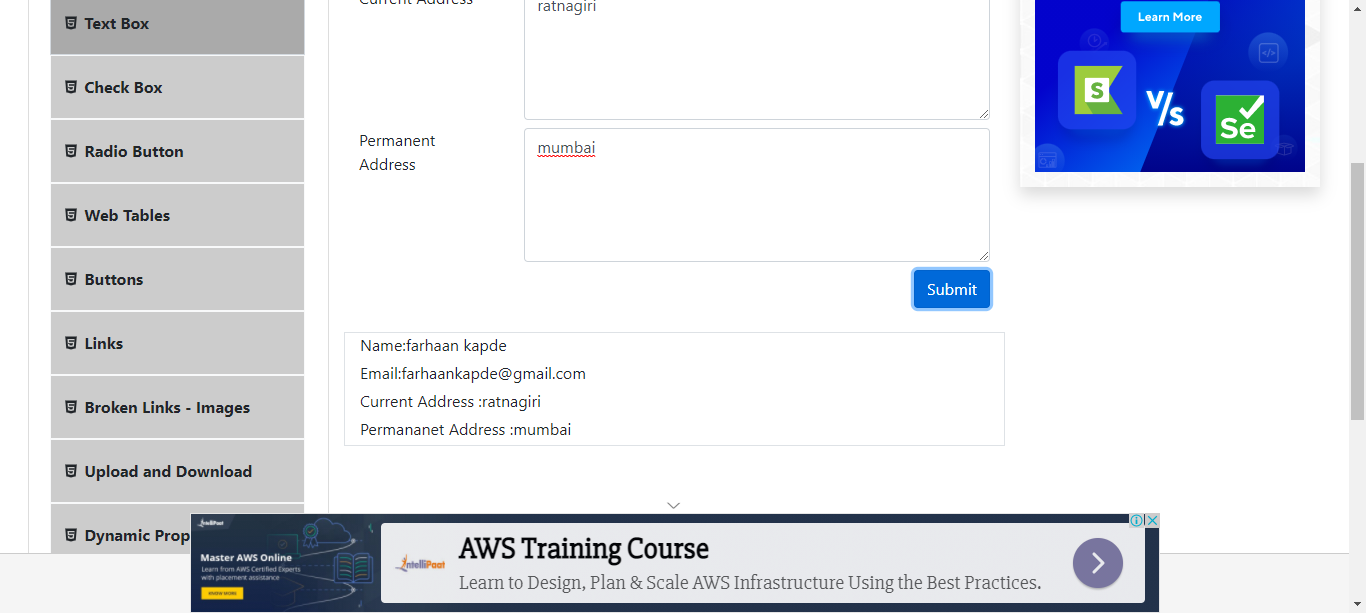 Text Box
Check Box
Radio Button
Web Tables
Buttons
Links
Broken Links - Images
Upload and Download
Dynamic Prop
Current Address
ratnagiri
Permanent
Address
mumbai
Submit
Name:farhaan kapde
Email:farhaankapde@gmail.com
Current Address :ratnagiri
Permananet Address :mumbai
Learn More
S
V/s
Se
IntelliPaat
Master AWS Online
Learn from AWS Certified Experts
with placement assistance
KNOW MORE
IntelliPaat
AWS Training Course
Learn to Design, Plan & Scale AWS Infrastructure Using the Best Practices.